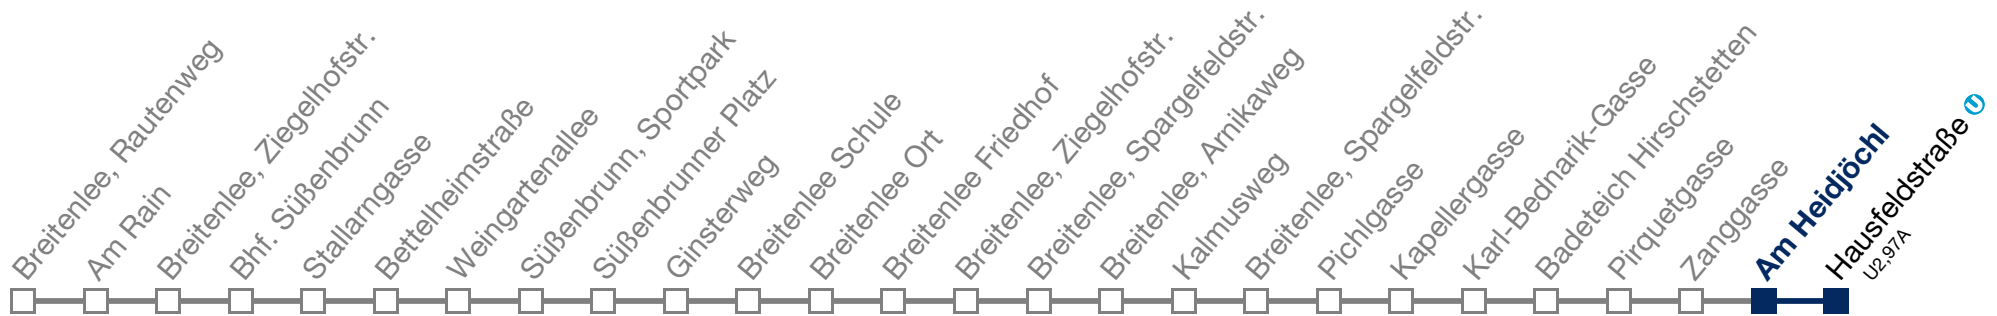 Breitenlee, Rautenweg
Am Rain
Breitenlee, Ziegelhofstr.
Bhf. Süßenbrunn
Stallarngasse
Bettelheimstraße
Weingartenallee
Süßenbrunn, Sportpark
Süßenbrunner Platz
Ginsterweg
Breitenlee Schule
Breitenlee Ort
Breitenlee Friedhof
Breitenlee, Ziegelhofstr.
Breitenlee, Spargelfeldstr.
Breitenlee, Arnikaweg
Kalmusweg
Breitenlee, Spargelfeldstr.
Pichlgasse
Kapellergasse
Karl-Bednarik-Gasse
Badeteich Hirschstetten
Pirquetgasse
Zanggasse
Am Heidjöchl
Hausfeldstraße U
U2,97A